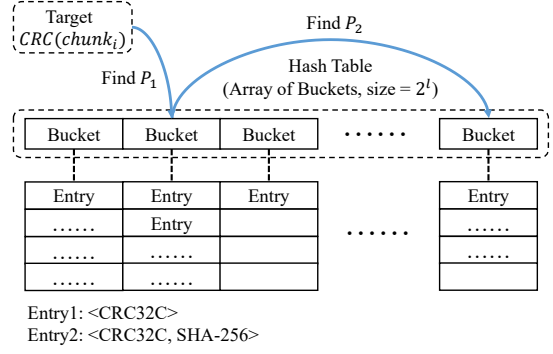 Target
CRC(chunk_i)
Find P_2
Find P_1
Hash Table
(Array of Buckets, size = 2^l)
Bucket Bucket Bucket ······ Bucket
Entry Entry Entry Entry
...... Entry ...... ......
...... ...... ......
...... ......
Entry1: <CRC32C>
Entry2: <CRC32C, SHA-256>